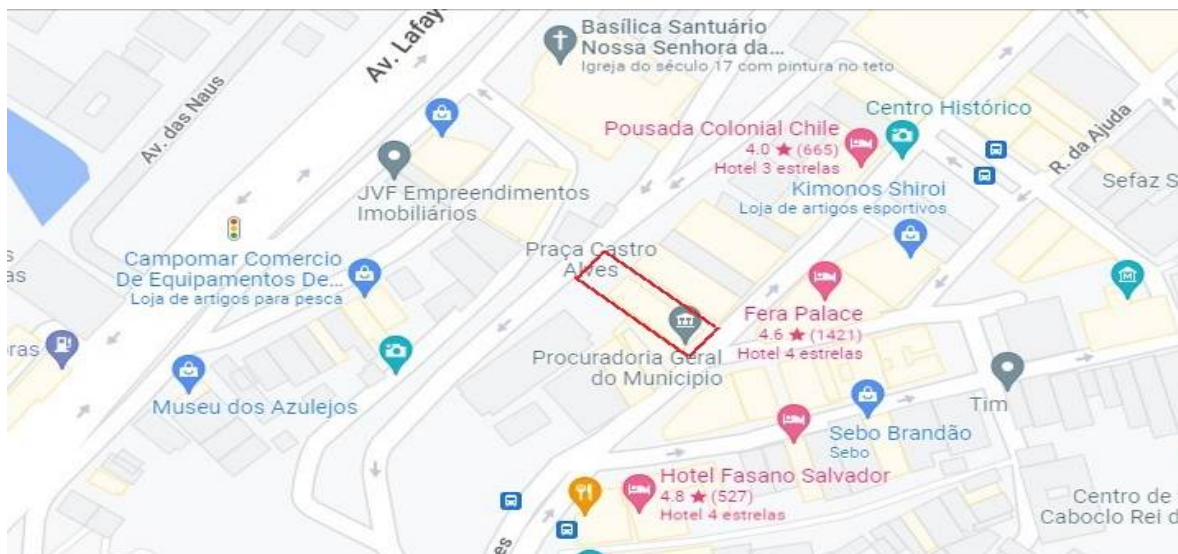 Av. Lafay
Av. das Naus
Basílica Santuário
Nossa Senhora da...
Igreja do século 17 com pintura no teto
Centro Histórico
Pousada Colonial Chile
4.0 ★ (665)
Hotel 3 estrelas
R. da Ajuda
Sefaz S
JVF Empreendimentos
Imobiliários
Kimonos Shiroi
Loja de artigos esportivos
Praça Castro
Alves
Campomar Comercio
De Equipamentos De...
Loja de artigos para pesca
as
Fera Palace
4.6 ★ (1421)
Hotel 4 estrelas
ras
Procuradoria Geral
do Municipio
Museu dos Azulejos
Tim
Sebo Brandão
Sebo
Hotel Fasano Salvador
4.8 ★ (527)
Hotel 4 estrelas
Centro de
Caboclo Rei d
es